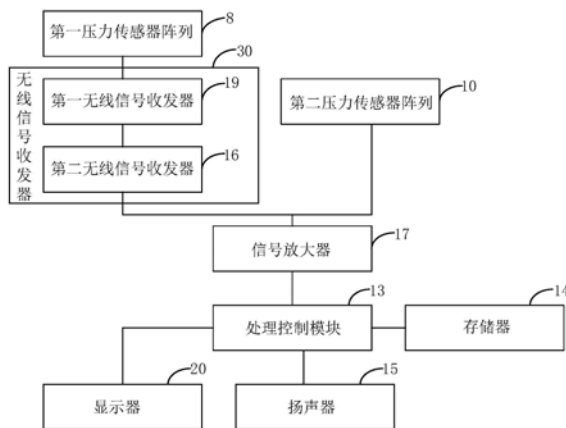 第一压力传感器阵列
8
30
无线信号收发器
第一无线信号收发器
19
第二压力传感器阵列
10
第二无线信号收发器
16
信号放大器
17
处理控制模块
13
存储器
14
显示器
20
扬声器
15